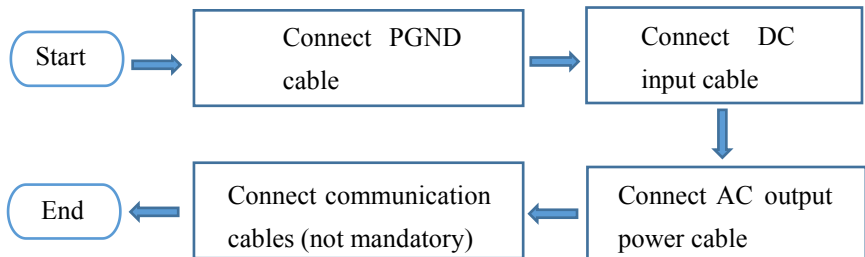 Start
Connect PGND
cable
Connect DC
input cable
Connect AC output
power cable
Connect communication
cables (not mandatory)
End